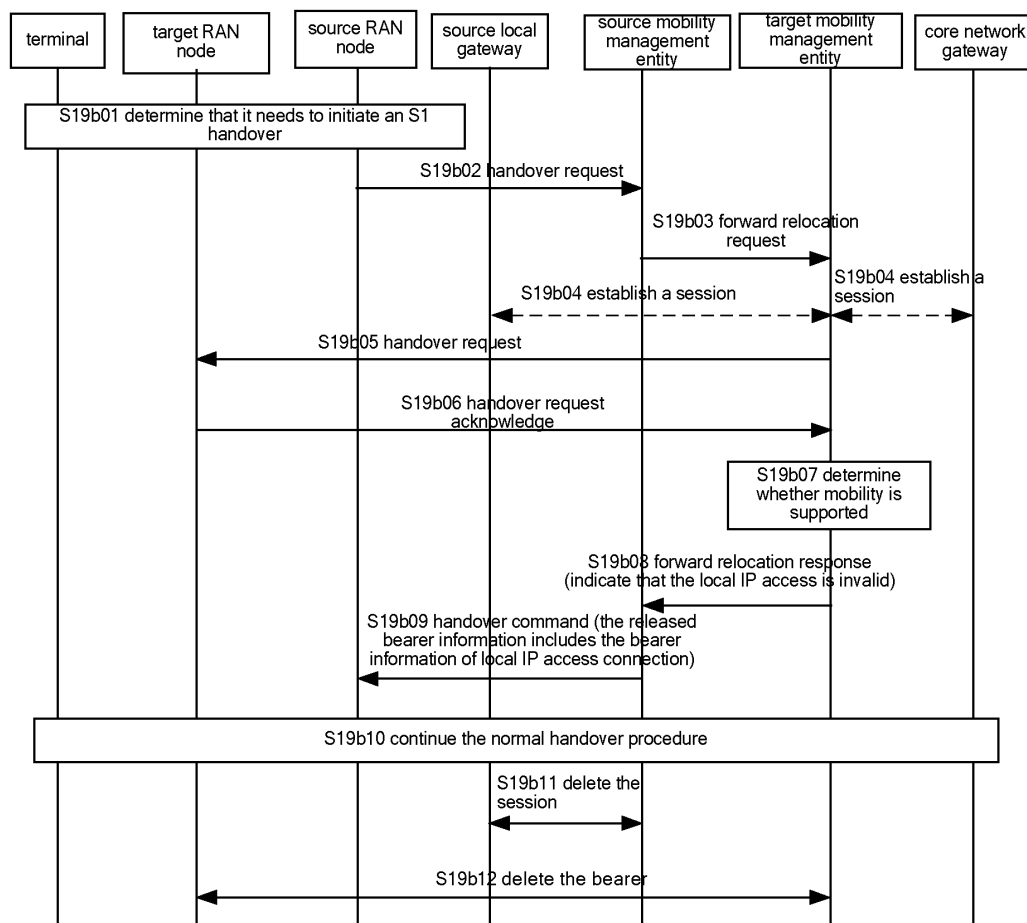 terminal
target RAN
node
source RAN
node
source local
gateway
source mobility
management
entity
target mobility
management
entity
core network
gateway
S19b01 determine that it needs to initiate an S1
handover
S19b02 handover request
S19b03 forward relocation
request
S19b04 establish a session
S19b04 establish a
session
S19b05 handover request
S19b06 handover request
acknowledge
S19b07 determine
whether mobility is
supported
S19b08 forward relocation response
(indicate that the local IP access is invalid)
S19b09 handover command (the released
bearer information includes the bearer
information of local IP access connection)
S19b10 continue the normal handover procedure
S19b11 delete the
session
S19b12 delete the bearer